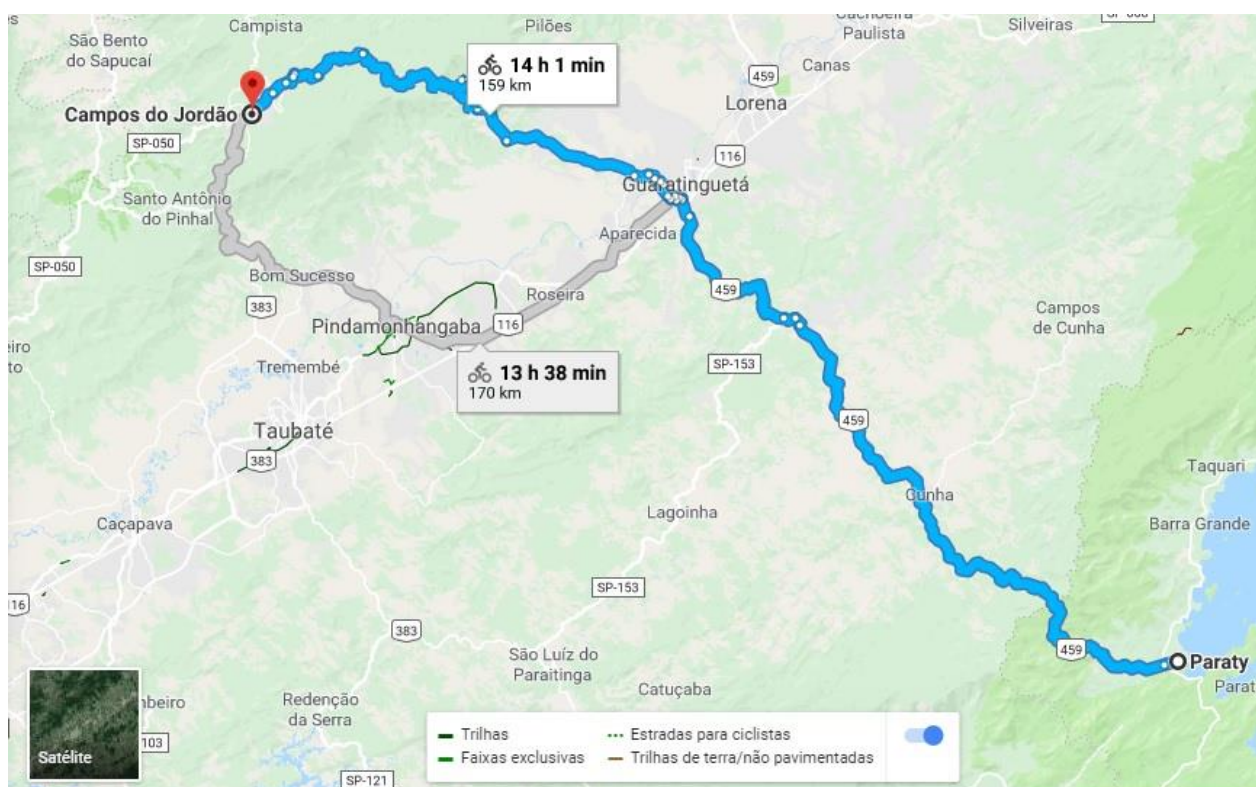 Campista
Pilões
Paulista
Silveiras
São Bento
do Sapucaí
14 h 1 min
159 km
Canas
459
Lorena
Campos do Jordão
SP-050
116
Guaratinguetá
Santo Antônio
do Pinhal
Aparecida
SP-050
Bom Sucesso
Roseira
459
383
Pindamonhangaba
116
Campos
de Cunha
13 h 38 min
170 km
Tremembé
SP-153
459
Taubaté
383
Taquari
Cunha
Lagoinha
Barra Grande
Caçapava
SP-153
383
459
Paraty
São Luíz do
Paraitinga
Catuçaba
Redenção
da Serra
Satélite
103
SP-121
Trilhas
Estradas para ciclistas
Faixas exclusivas
Trilhas de terra/não pavimentadas